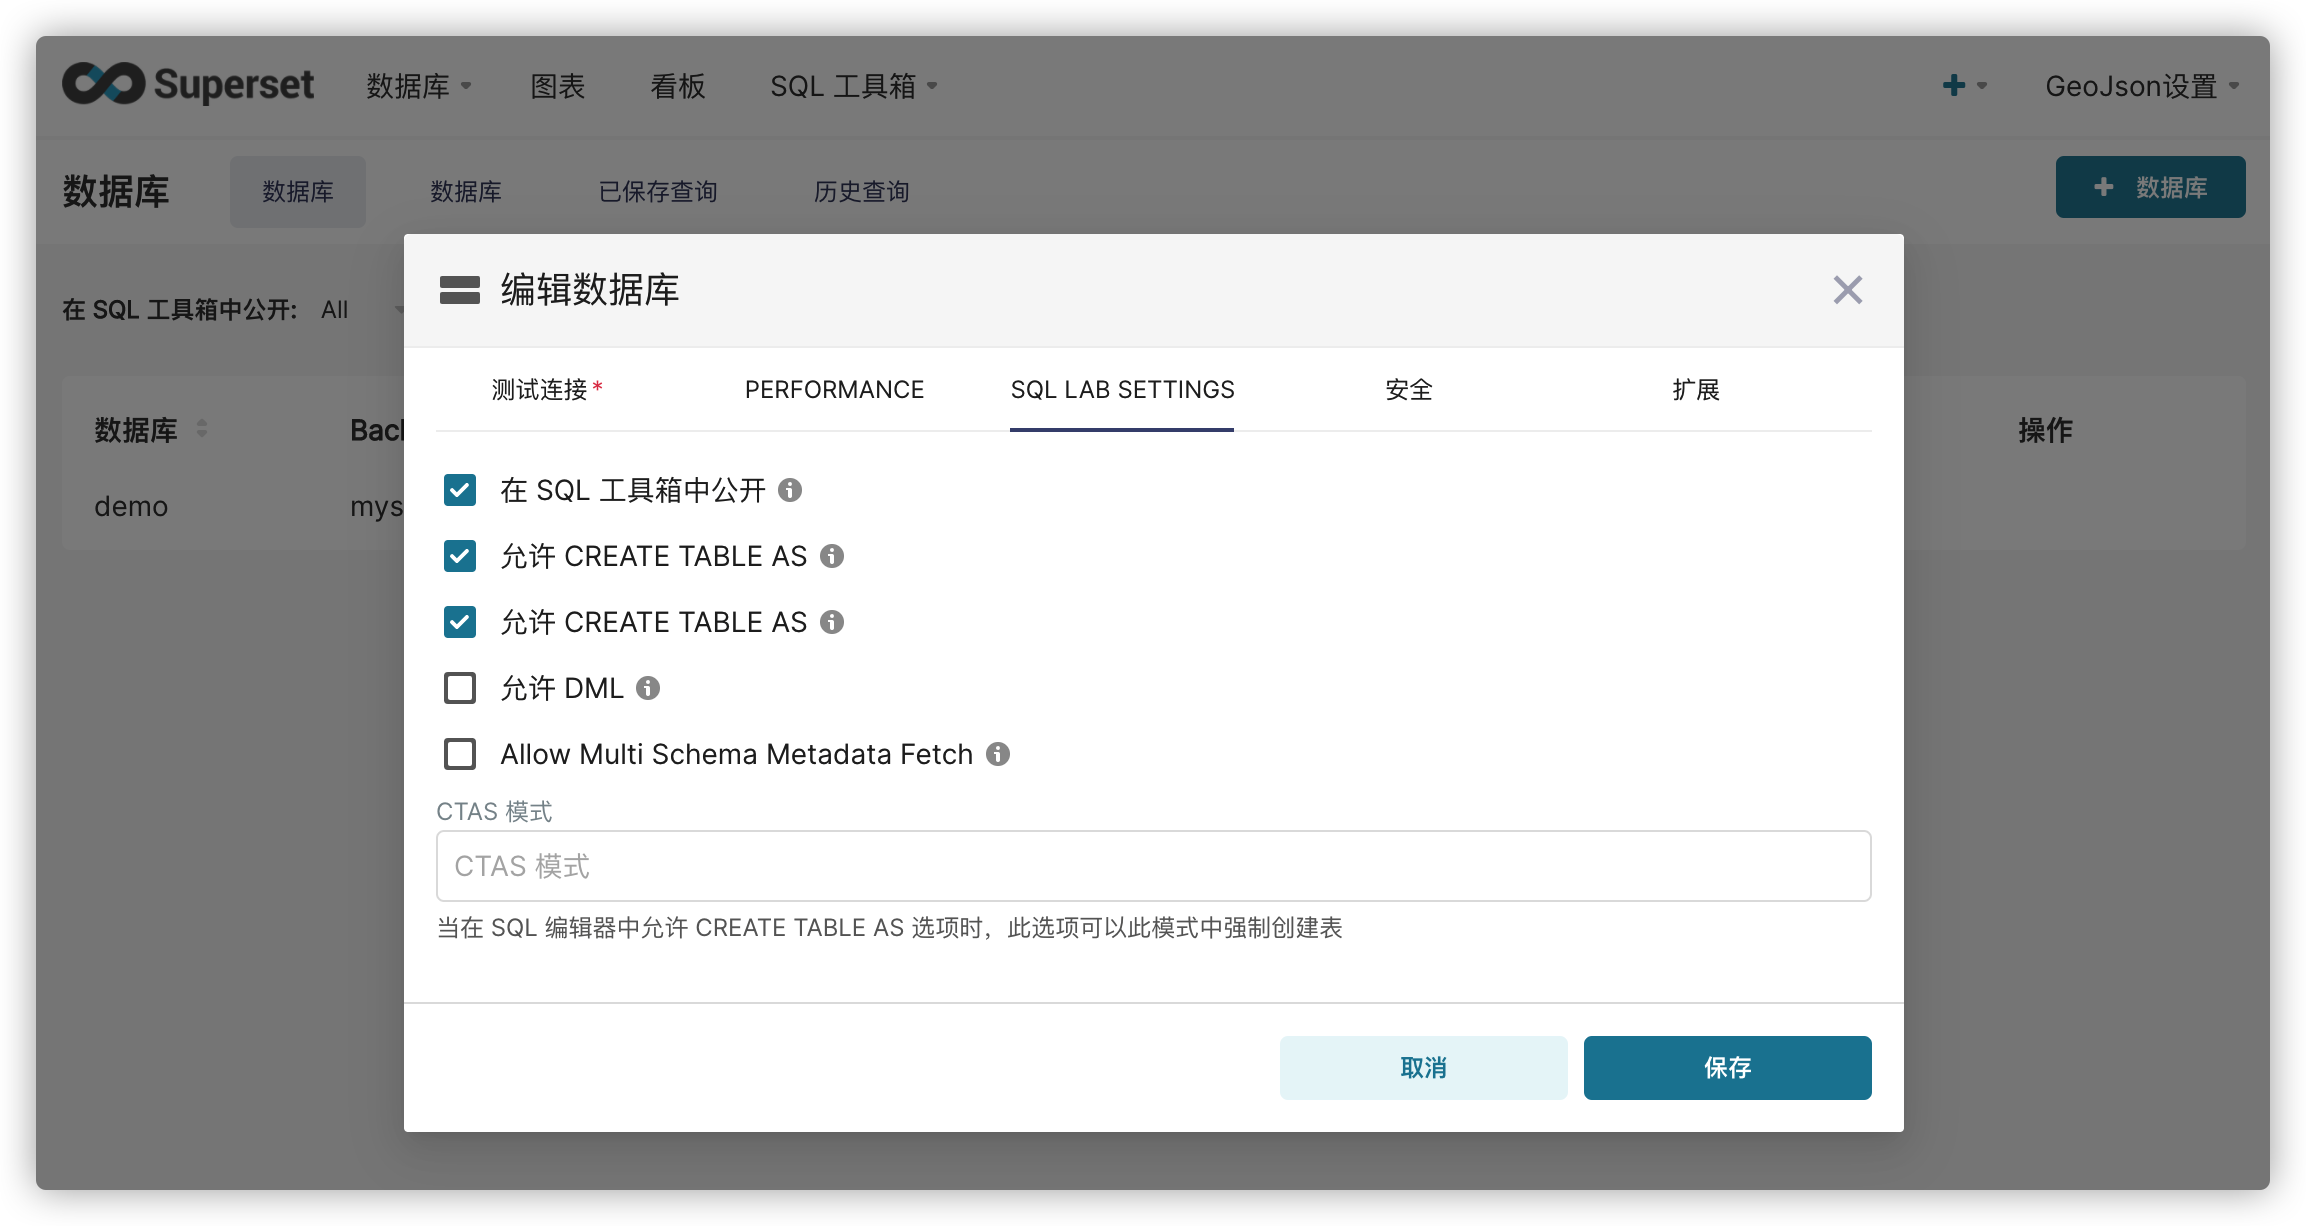 Superset 数据库 图表 看板 SQL 工具箱 GeoJson设置
数据库 数据库 数据库 已保存查询 历史查询 + 数据库
在 SQL 工具箱中公开: All
编辑数据库
测试连接* PERFORMANCE SQL LAB SETTINGS 安全 扩展
数据库 操作
demo
在 SQL 工具箱中公开
允许 CREATE TABLE AS
允许 CREATE TABLE AS
允许 DML
Allow Multi Schema Metadata Fetch
CTAS 模式
CTAS 模式
当在 SQL 编辑器中允许 CREATE TABLE AS 选项时，此选项可以此模式中强制创建表
取消 保存